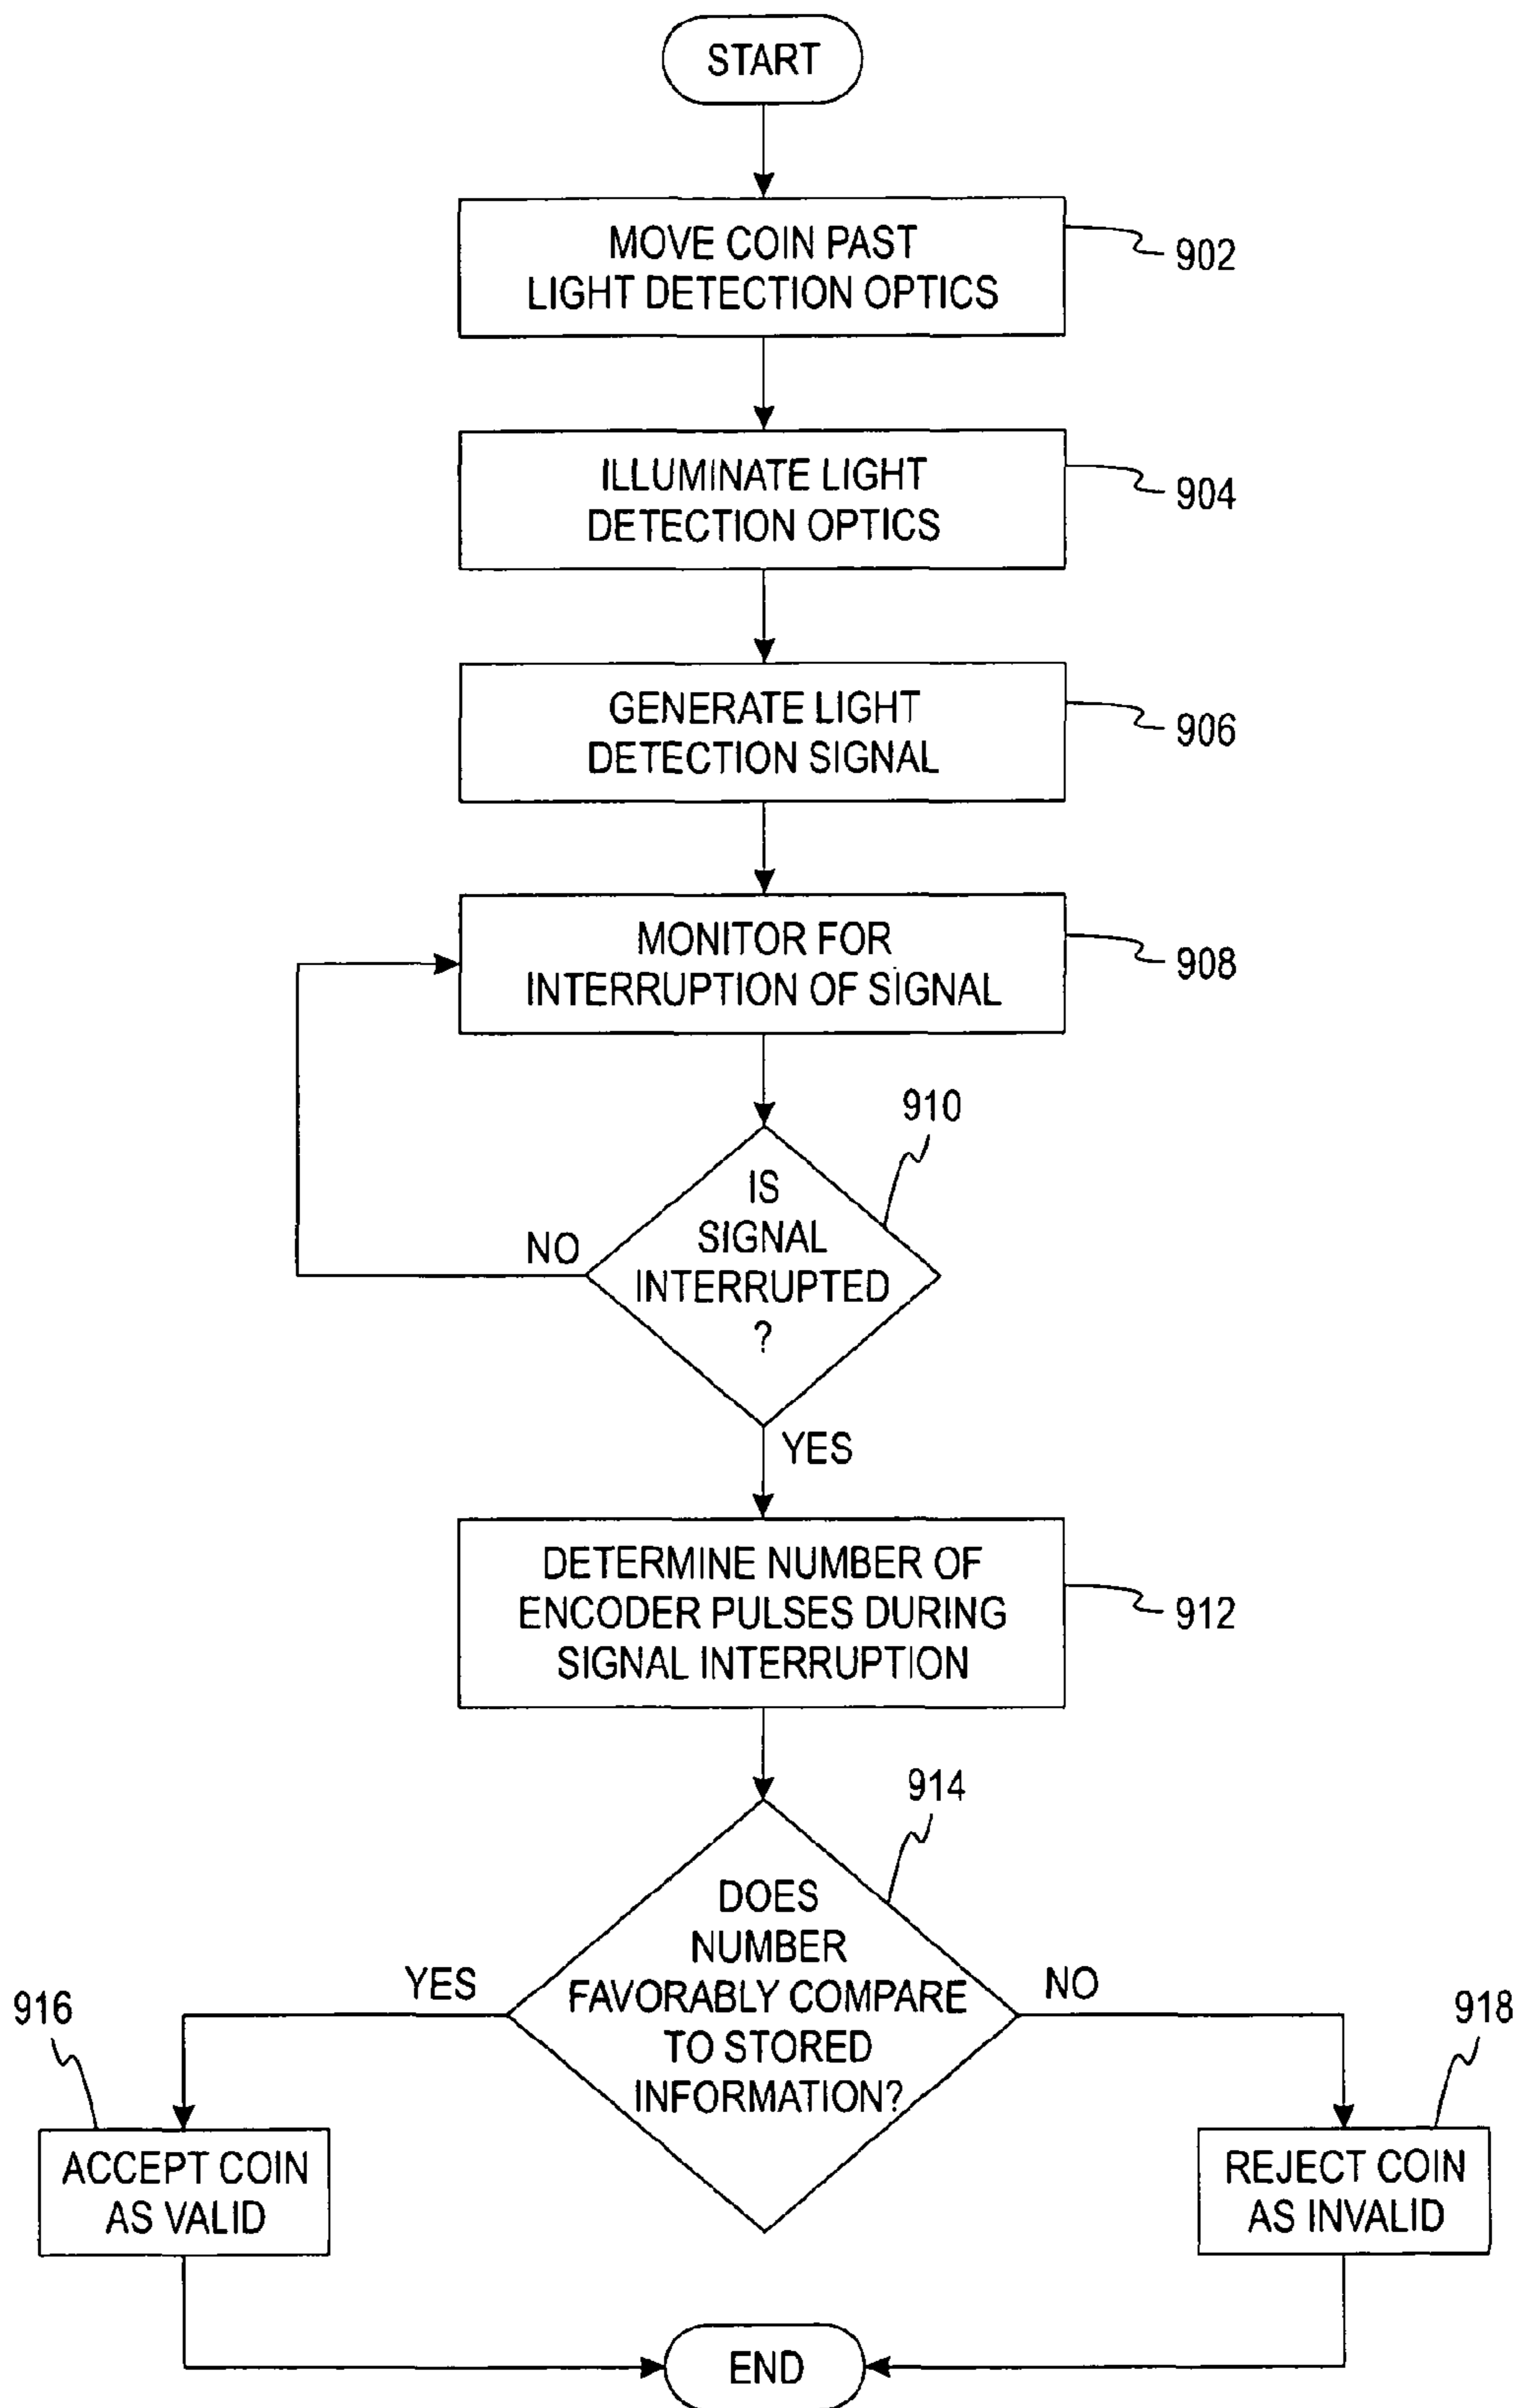 START
MOVE COIN PAST
LIGHT DETECTION OPTICS
902
ILLUMINATE LIGHT
DETECTION OPTICS
904
GENERATE LIGHT
DETECTION SIGNAL
906
MONITOR FOR
INTERRUPTION OF SIGNAL
908
910
IS
SIGNAL
INTERRUPTED
?
NO
YES
DETERMINE NUMBER OF
ENCODER PULSES DURING
SIGNAL INTERRUPTION
912
914
DOES
NUMBER
FAVORABLY COMPARE
TO STORED
INFORMATION?
YES
NO
916
918
ACCEPT COIN
AS VALID
REJECT COIN
AS INVALID
END